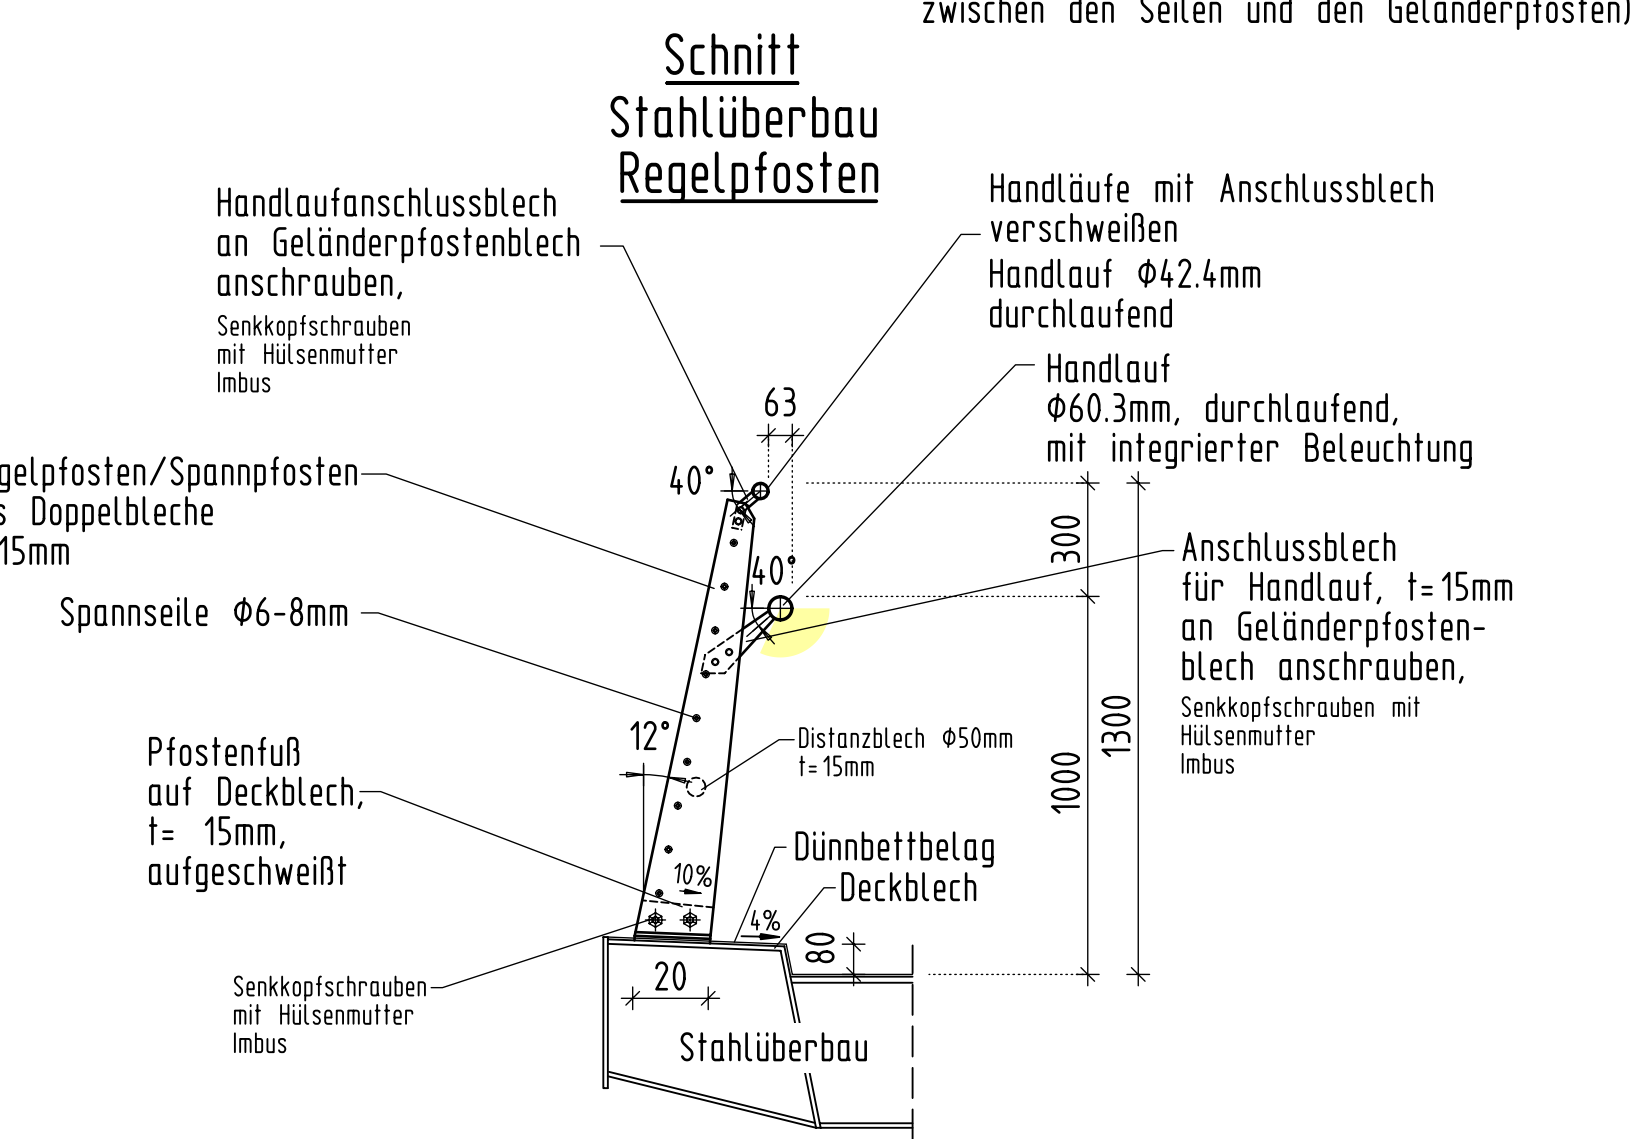 zwischen den Seilen und den Geländerpfosten)
Schnitt
Stahlüberbau
Regelpfosten
Handlaufanschlussblech
an Geländerpfostenblech
anschrauben,
Senkkopfschrauben
mit Hülsenmutter
Imbus
Handläufe mit Anschlussblech
verschweißen
Handlauf Φ42.4mm
durchlaufend
Handlauf
Φ60.3mm, durchlaufend,
mit integrierter Beleuchtung
63
40°
gelpfosten/Spannpfosten
s Doppelbleche
15mm
300
40°
Anschlussblech
für Handlauf, t=15mm
an Geländerpfosten-
blech anschrauben,
Senkkopfschrauben mit
Hülsenmutter
Imbus
Spannseile Φ6-8mm
12°
Distanzblech Φ50mm
t=15mm
1300
1000
Pfostenfuß
auf Deckblech,
t= 15mm,
aufgeschweißt
10%
Dünnbettbelag
Deckblech
4%
80
20
Senkkopfschrauben
mit Hülsenmutter
Imbus
Stahlüberbau